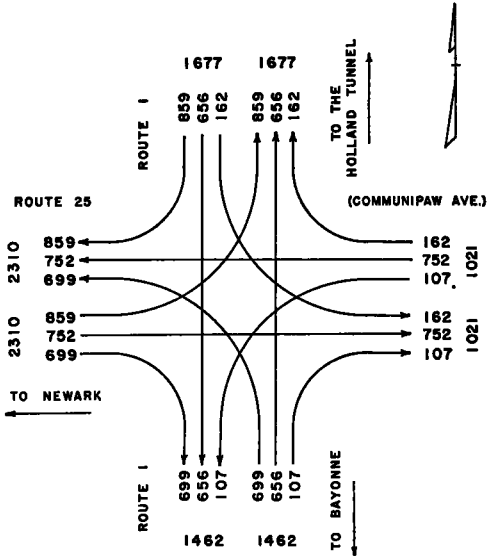 1677 1677
ROUTE 1
859 656 162
859 656 162
TO THE
HOLLAND TUNNEL
ROUTE 25
(COMMUNIPAW AVE.)
2310
859
752
699
162
752
107.
1021
2310
859
752
699
162
752
107
1021
TO NEWARK
ROUTE 1
699 656 107
699 656 107
TO BAYONNE
1462 1462